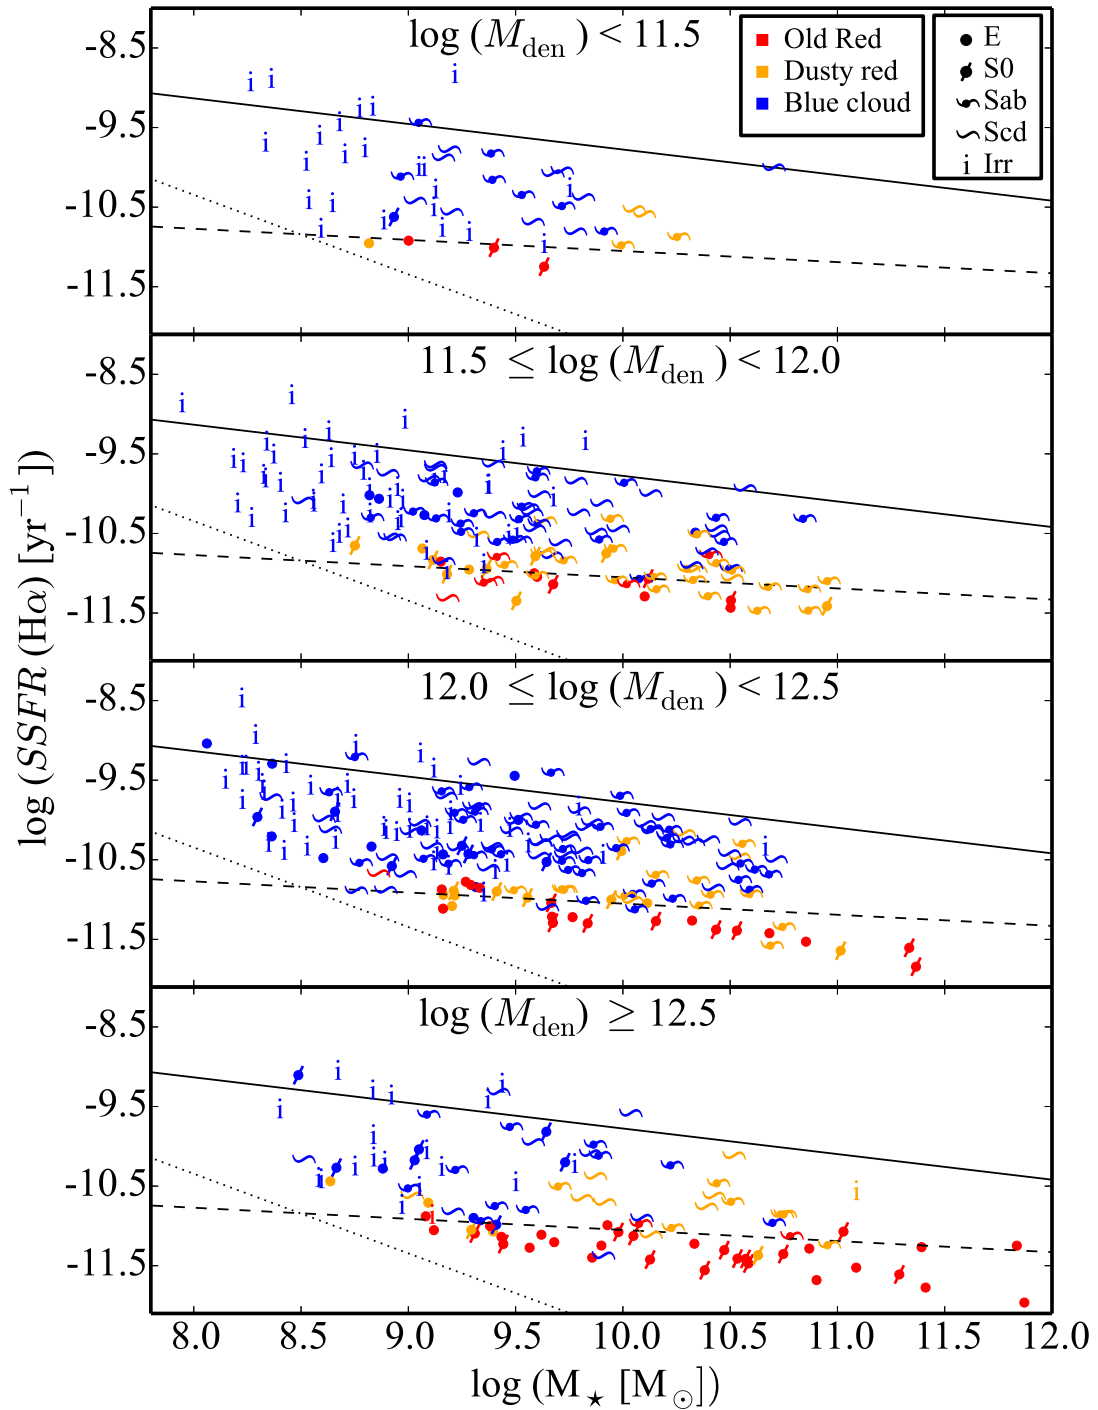 log (M_den) < 11.5
Old Red
Dusty red
Blue cloud
E
S0
Sab
Scd
i Irr
-8.5
-9.5
-10.5
-11.5
11.5 ≤ log (M_den) < 12.0
-8.5
-9.5
-10.5
-11.5
12.0 ≤ log (M_den) < 12.5
-8.5
-9.5
-10.5
-11.5
log (M_den) ≥ 12.5
-8.5
-9.5
-10.5
-11.5
log (SSFR (Hα) [yr⁻¹])
8.0 8.5 9.0 9.5 10.0 10.5 11.0 11.5 12.0
log (M⋆ [M⊙])